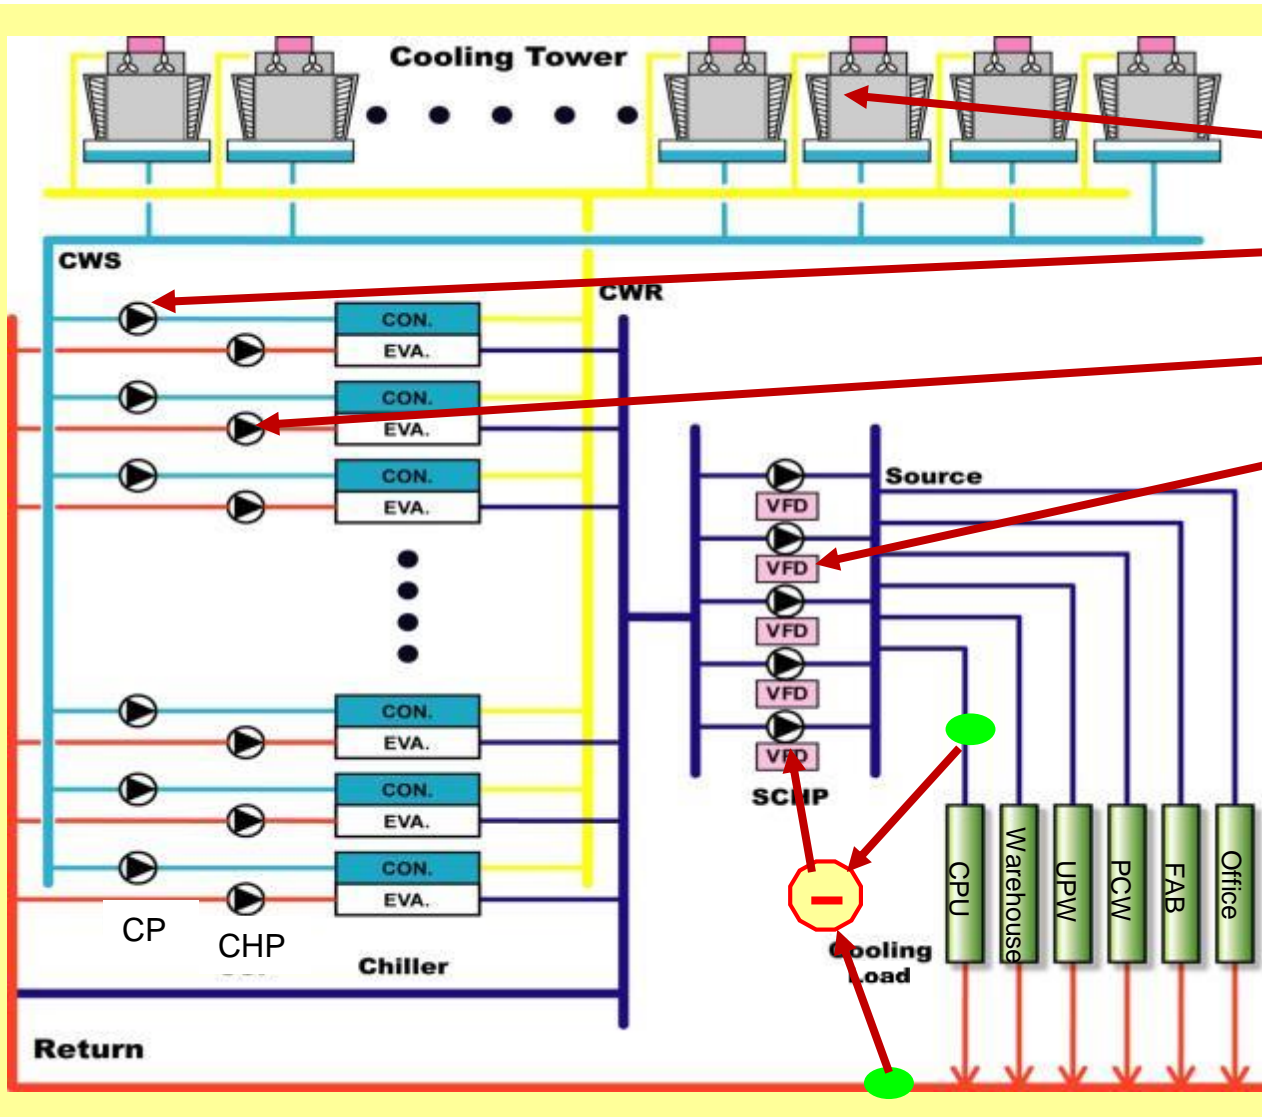 Cooling Tower
CWS
CWR
CON.
EVA.
CON.
EVA.
CON.
EVA.
Source
VFD
VFD
VFD
VFD
VFD
SCHP
CON.
EVA.
CON.
EVA.
CON.
EVA.
CP
CHP
Chiller
CPU
Warehouse
UPW
PCW
FAB
Office
Cooling
Load
Return